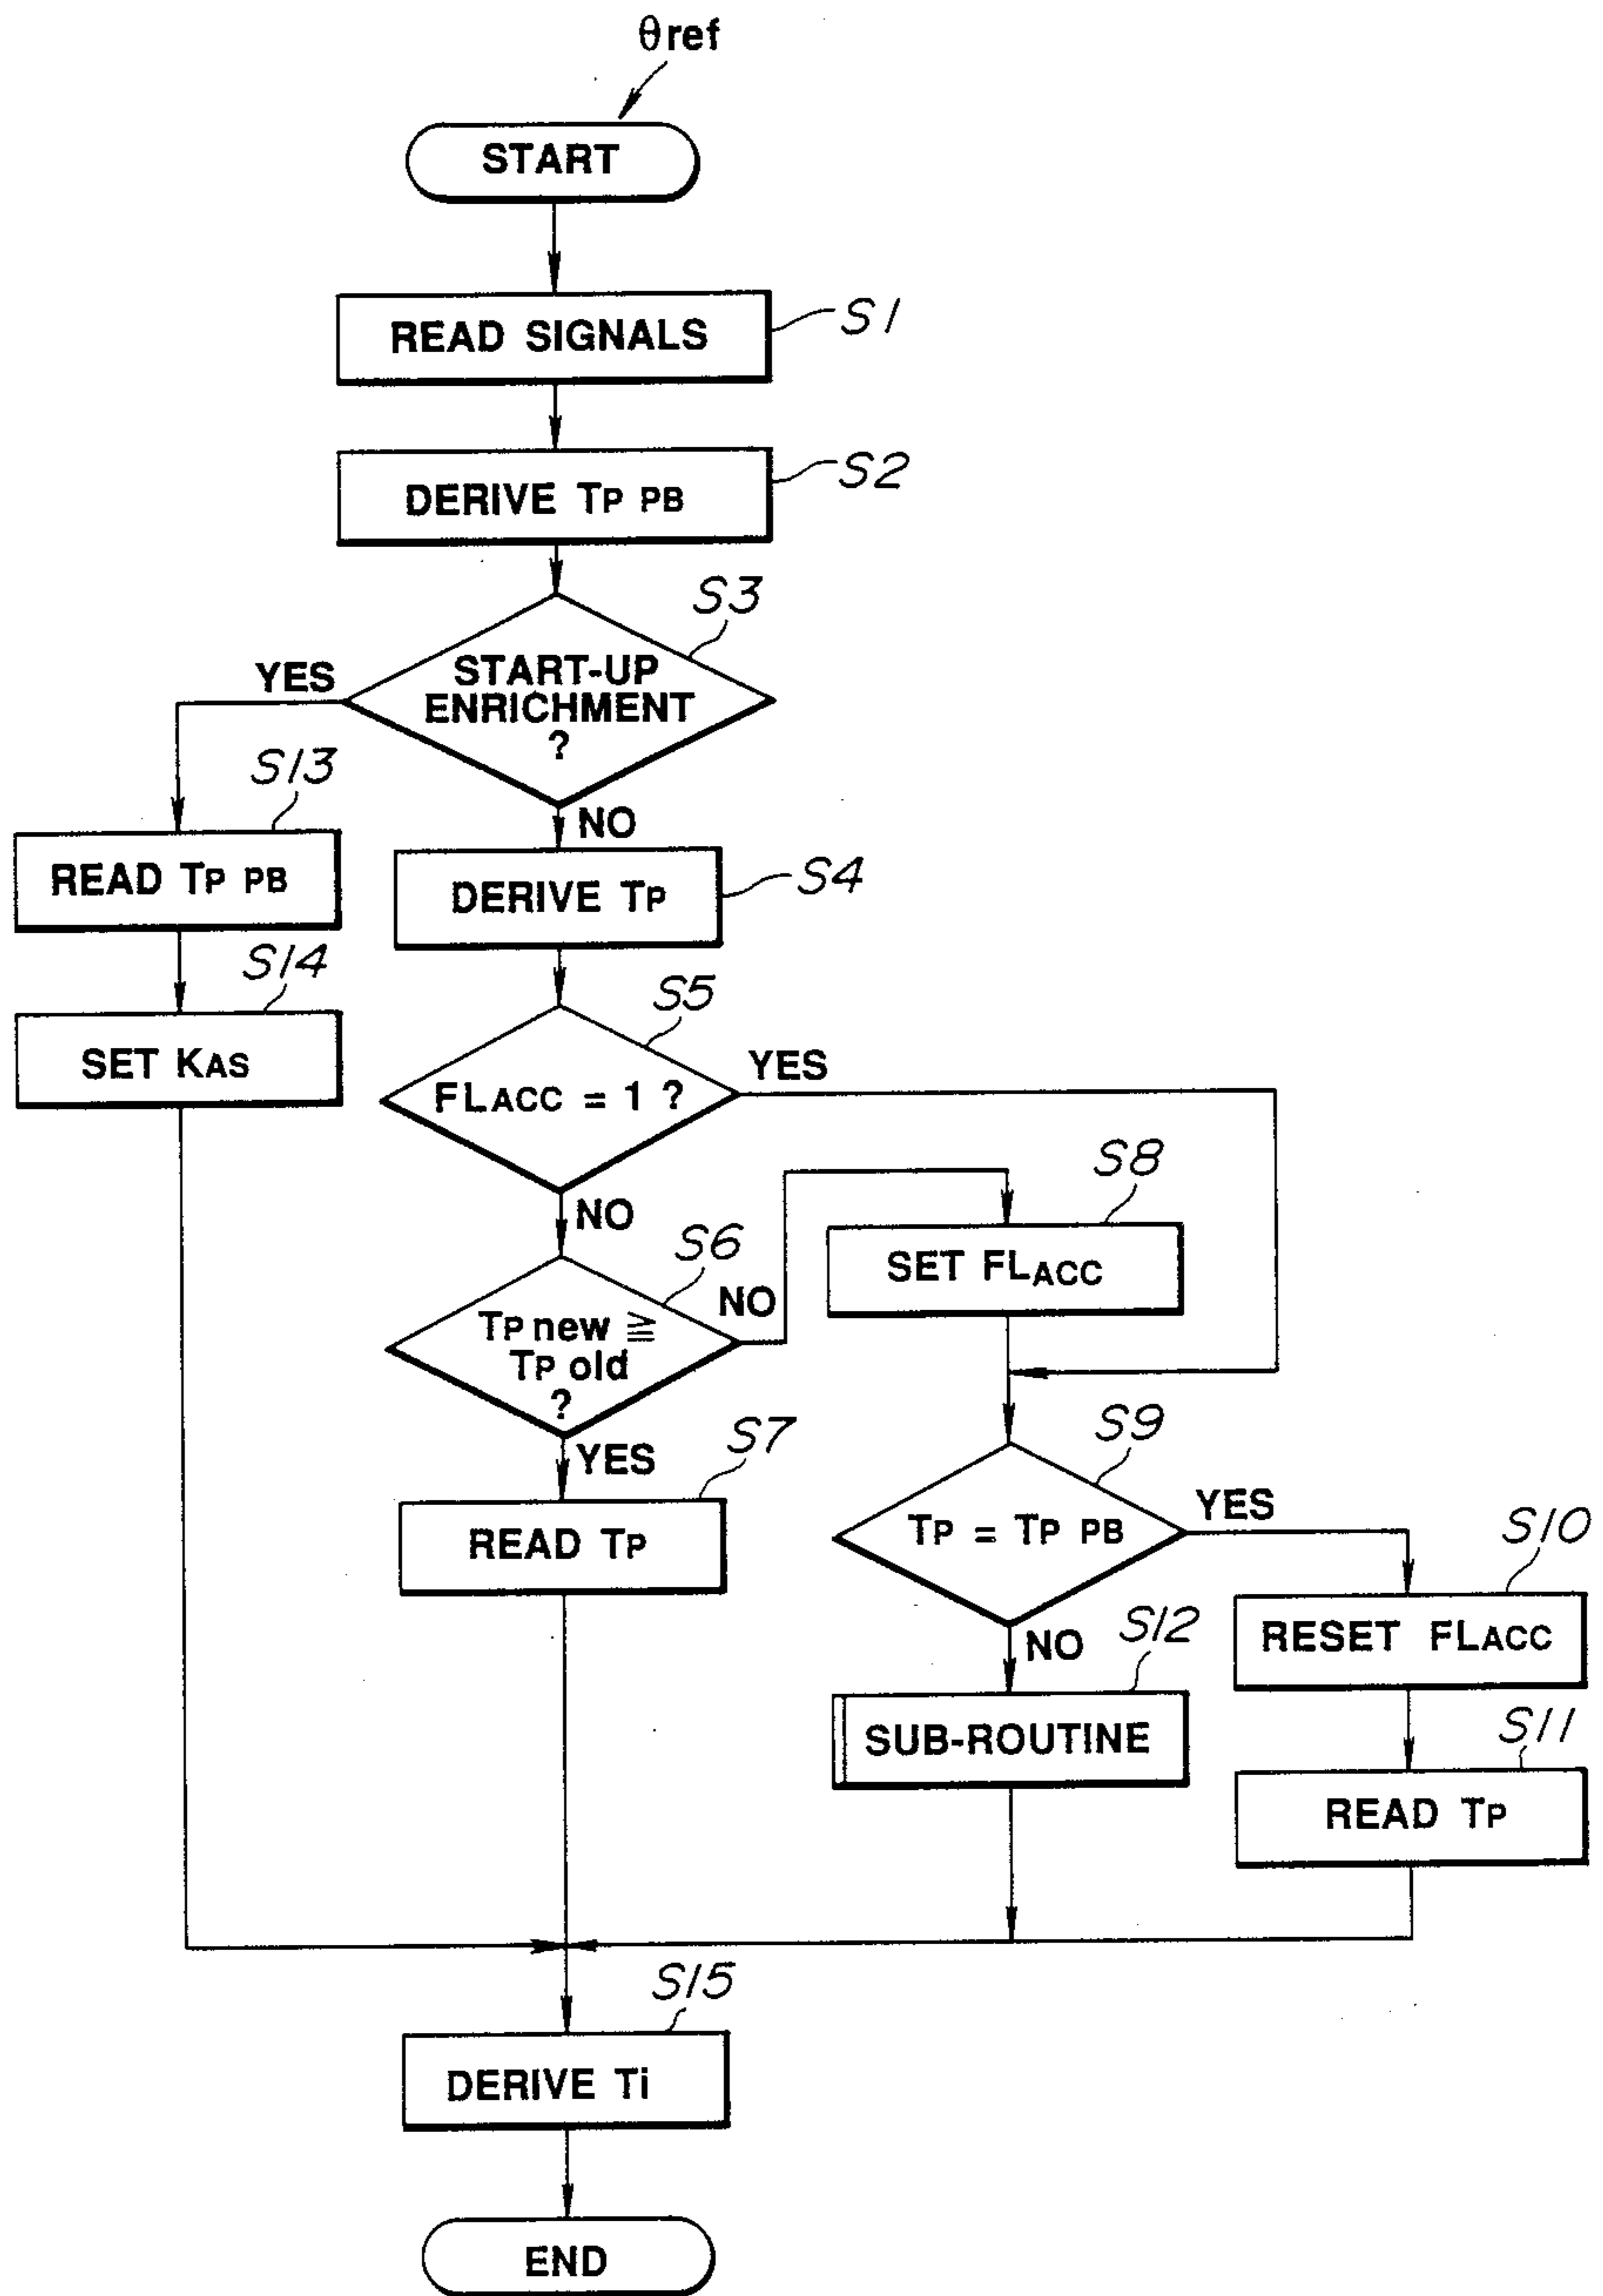 θref
START
READ SIGNALS
S1
DERIVE TP PB
S2
S3
START-UP
ENRICHMENT
?
YES
NO
S13
READ TP PB
DERIVE TP
S4
S14
SET KAS
S5
FLACC = 1 ?
YES
NO
S8
SET FLACC
S6
TP new ≧
TP old
?
NO
YES
S7
READ TP
S9
TP = TP PB
YES
NO
S10
RESET FLACC
S12
SUB-ROUTINE
S11
READ TP
S15
DERIVE Ti
END